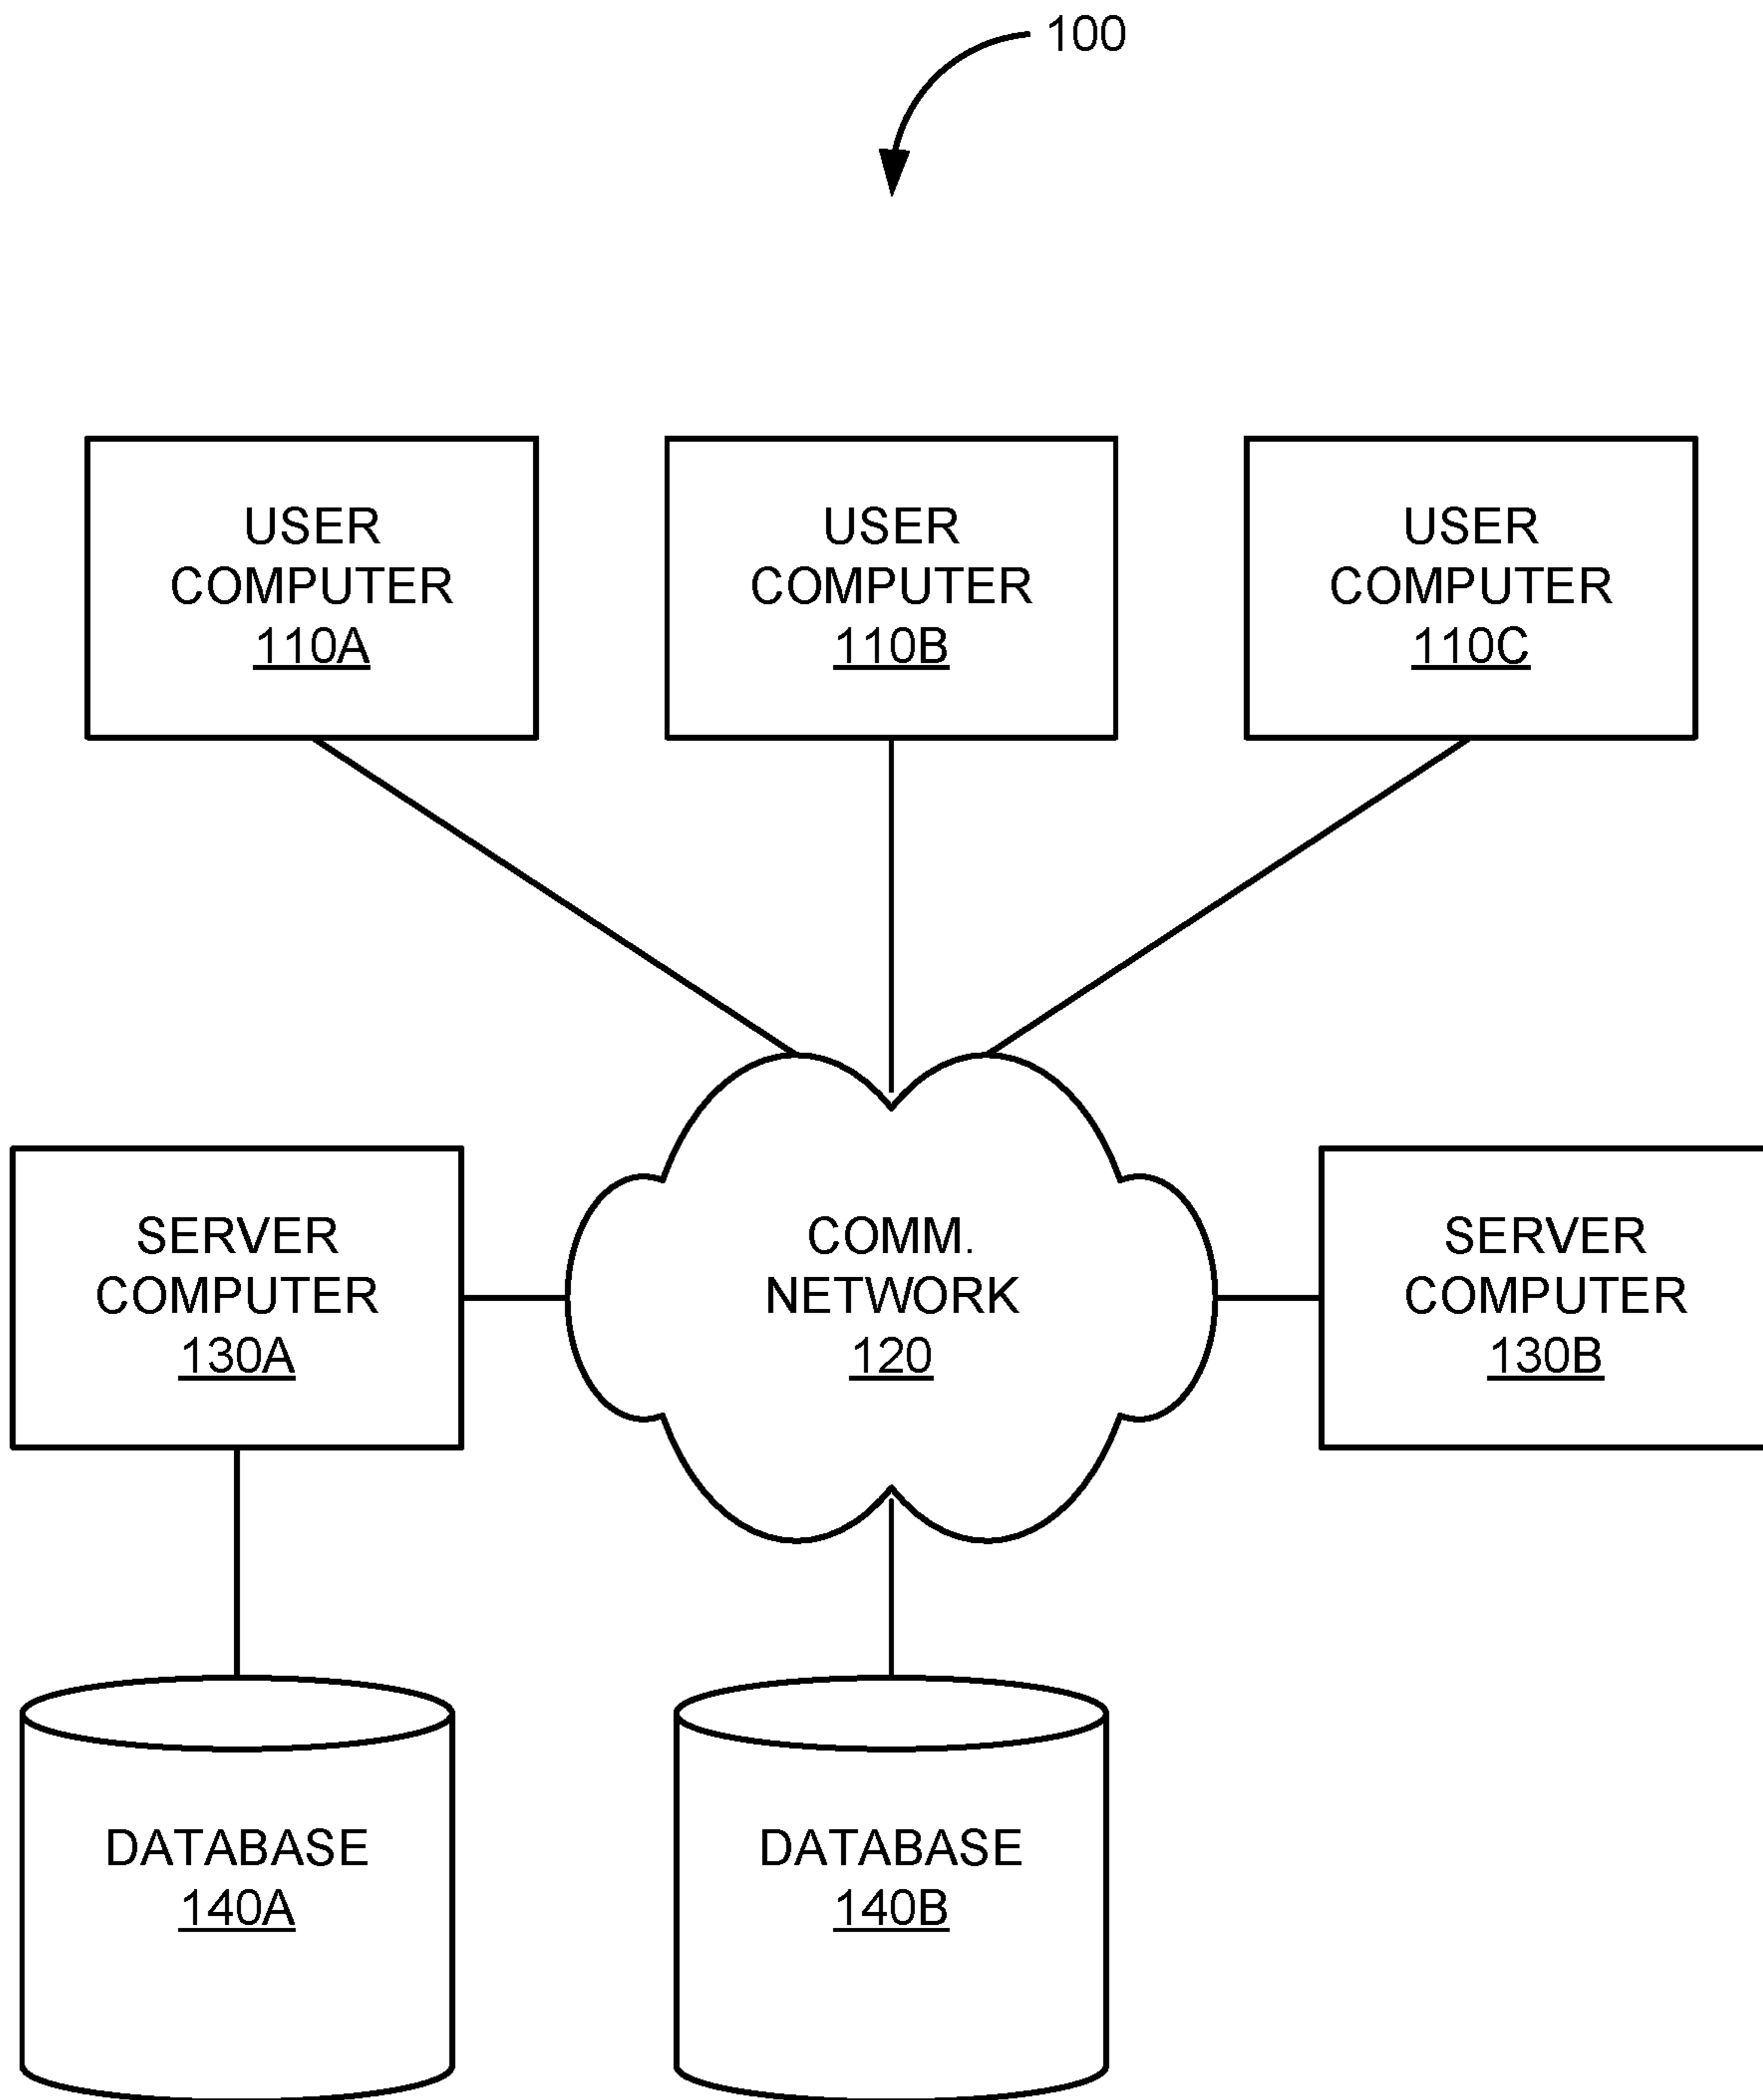 100
USER
COMPUTER
110A
USER
COMPUTER
110B
USER
COMPUTER
110C
SERVER
COMPUTER
130A
COMM.
NETWORK
120
SERVER
COMPUTER
130B
DATABASE
140A
DATABASE
140B